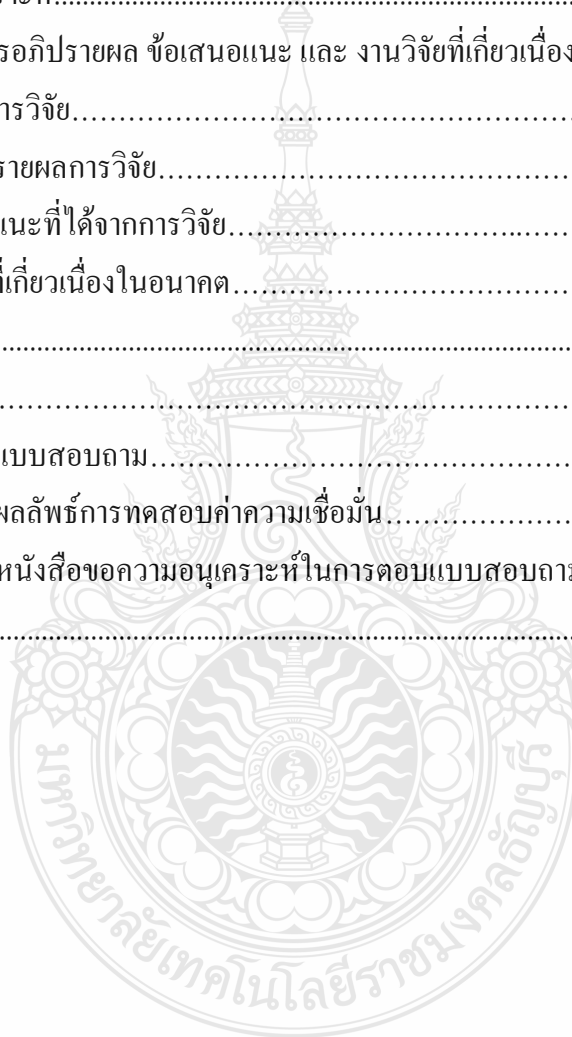 รอภิปรายผล ข้อเสนอแนะ และ งานวิจัยที่เกี่ยวเนื่อง
การวิจัย...........................................................
รายผลการวิจัย...........................................................
แนะที่ได้จากการวิจัย...........................................................
ที่เกี่ยวเนื่องในอนาคต...........................................................
...........................................................
...........................................................
แบบสอบถาม...........................................................
ผลลัพธ์การทดสอบค่าความเชื่อมั่น...........................................................
หนังสือขอความอนุเคราะห์ในการตอบแบบสอบถาม
...........................................................
มหาวิทยาลัยเทคโนโลยีราชมงคลธัญบุรี